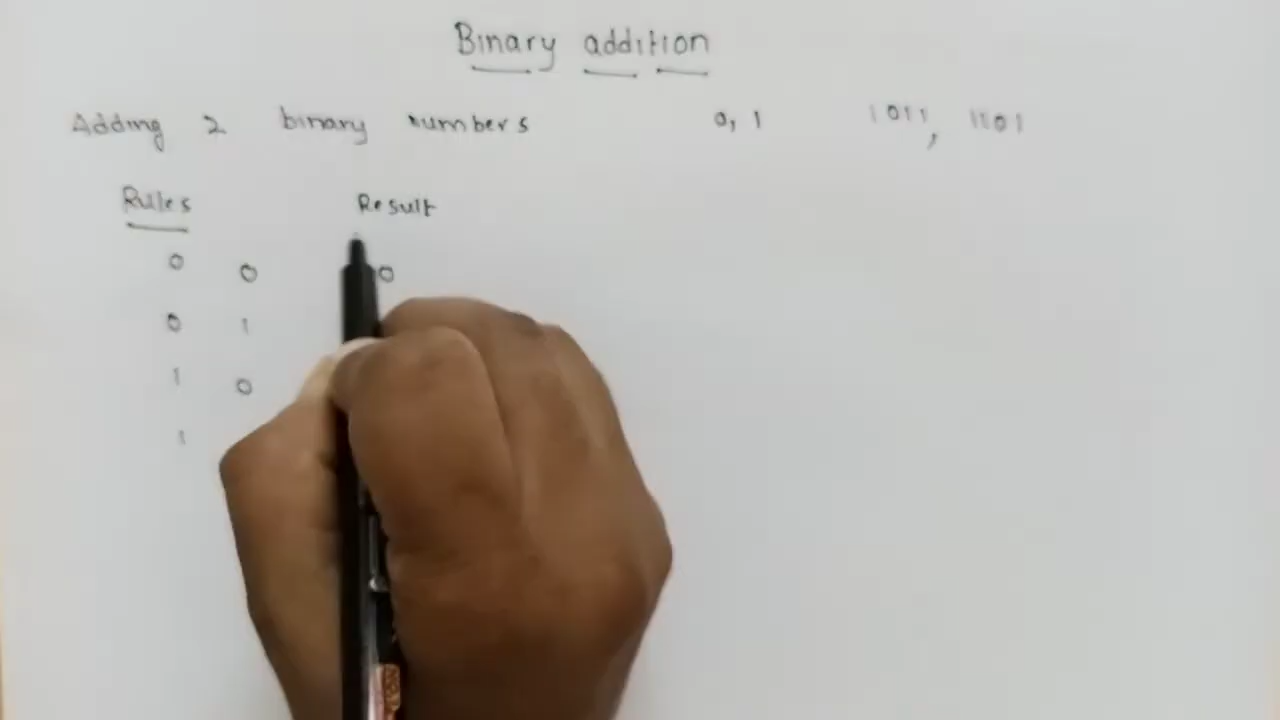 Binary addition
Adding 2 binary numbers 0, 1 1011, 1101
Rules Result
0 0 0
0 1
1 0
1